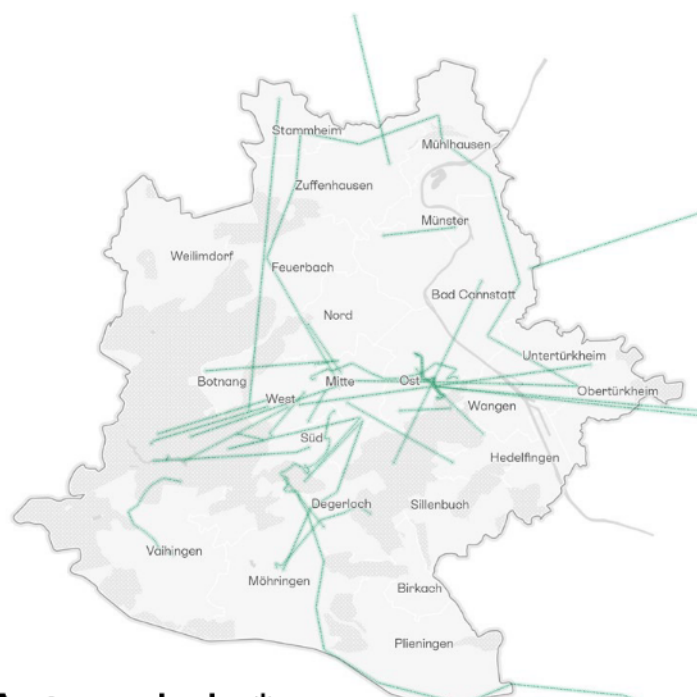 Stammheim
Mühlhausen
Zuffenhausen
Münster
Weilimdorf
Feuerbach
Bad Cannstatt
Nord
Untertürkheim
Botnang
Mitte
Ost
Obertürkheim
West
Wangen
Süd
Hedelfingen
Degerloch
Sillenbuch
Vaihingen
Möhringen
Birkach
Plieningen